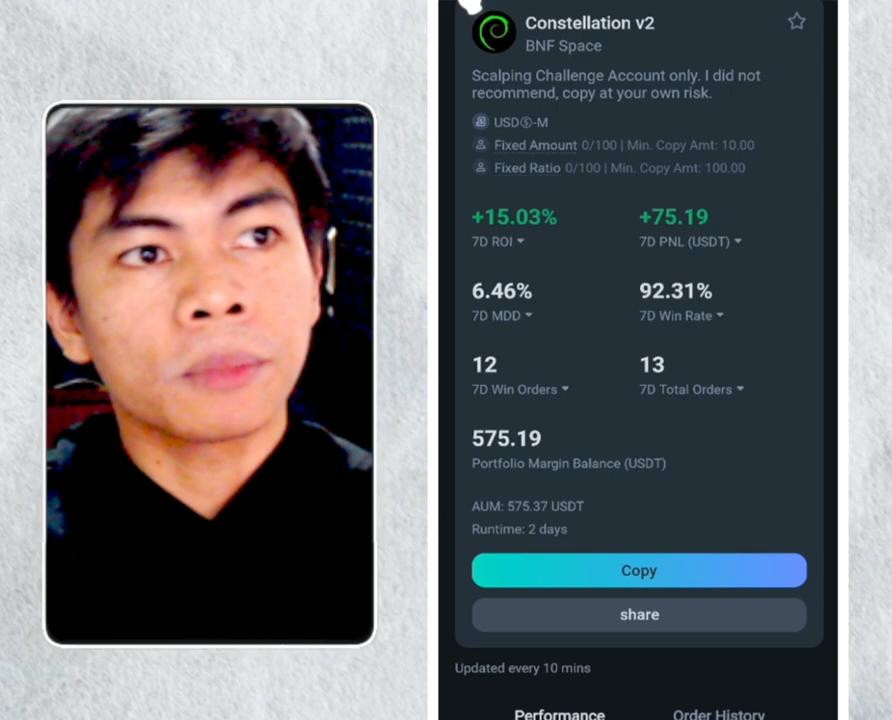 Constellation v2
BNF Space
Scalping Challenge Account only. I did not
recommend, copy at your own risk.
USDⓈ-M
Fixed Amount 0/100 | Min. Copy Amt: 10.00
Fixed Ratio 0/100 | Min. Copy Amt: 100.00
+15.03% +75.19
7D ROI 7D PNL (USDT)
6.46% 92.31%
7D MDD 7D Win Rate
12 13
7D Win Orders 7D Total Orders
575.19
Portfolio Margin Balance (USDT)
AUM: 575.37 USDT
Runtime: 2 days
Copy
share
Updated every 10 mins
Performance Order History